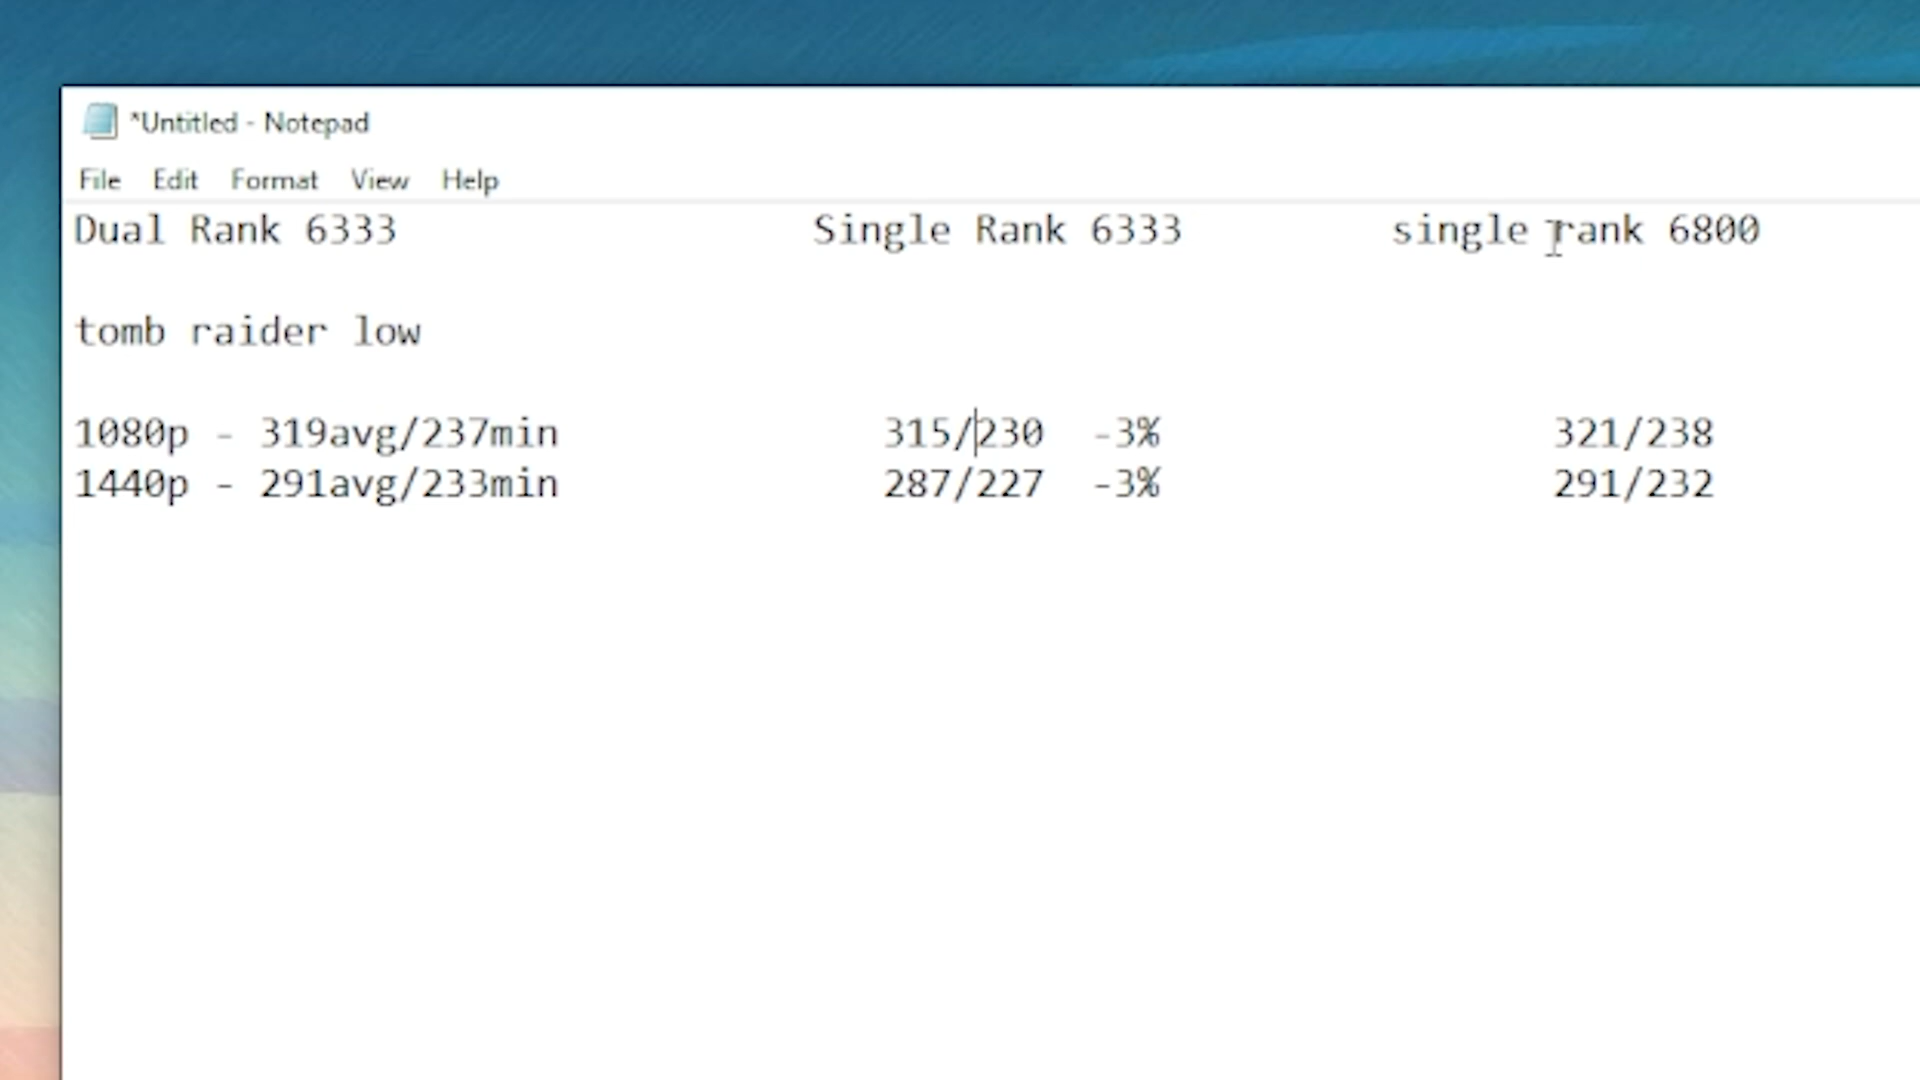 *Untitled - Notepad
File Edit Format View Help
Dual Rank 6333 Single Rank 6333 single rank 6800
tomb raider low
1080p - 319avg/237min 315/230 -3% 321/238
1440p - 291avg/233min 287/227 -3% 291/232